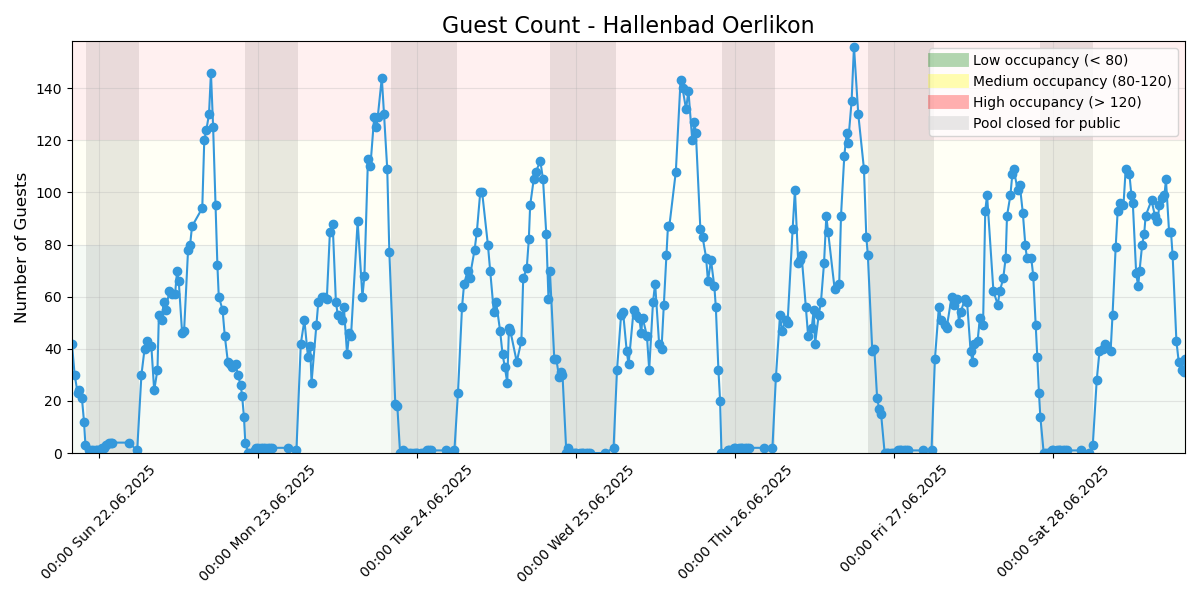 Guest Count - Hallenbad Oerlikon
Low occupancy (< 80)
Medium occupancy (80-120)
High occupancy (> 120)
Pool closed for public
Number of Guests
140
120
100
80
60
40
20
0
00:00 Sun 22.06.2025
00:00 Mon 23.06.2025
00:00 Tue 24.06.2025
00:00 Wed 25.06.2025
00:00 Thu 26.06.2025
00:00 Fri 27.06.2025
00:00 Sat 28.06.2025